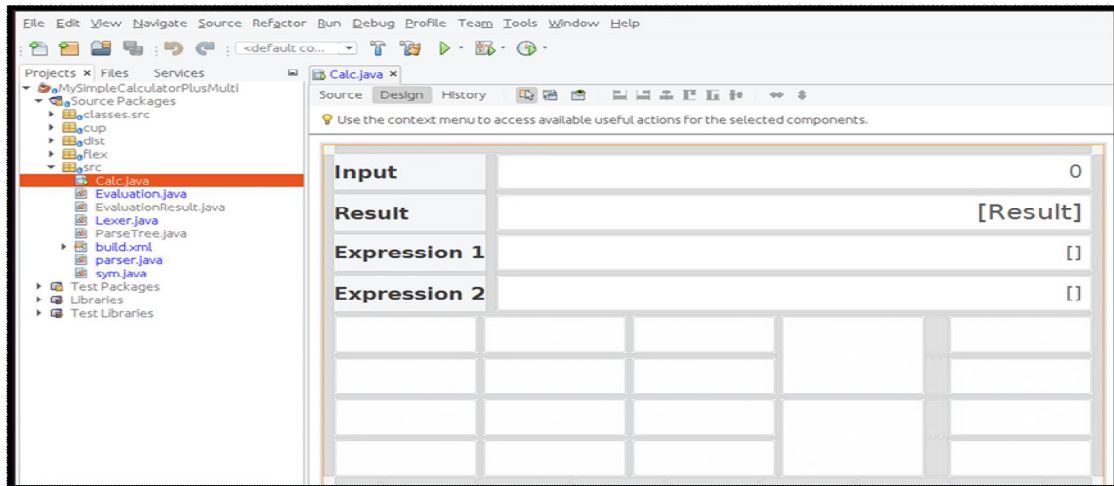 File Edit View Navigate Source Refactor Run Debug Profile Team Tools Window Help
<default co...
Projects Files Services
Calc.java
MySimpleCalculatorPlusMulti
Source Packages
classes.src
cup
dist
flex
src
Calc.java
Evaluation.java
EvaluationResult.java
Lexer.java
ParseTree.java
build.xml
parser.java
sym.java
Test Packages
Libraries
Test Libraries
Source Design History
Use the context menu to access available useful actions for the selected components.
Input 0
Result [Result]
Expression 1 []
Expression 2 []